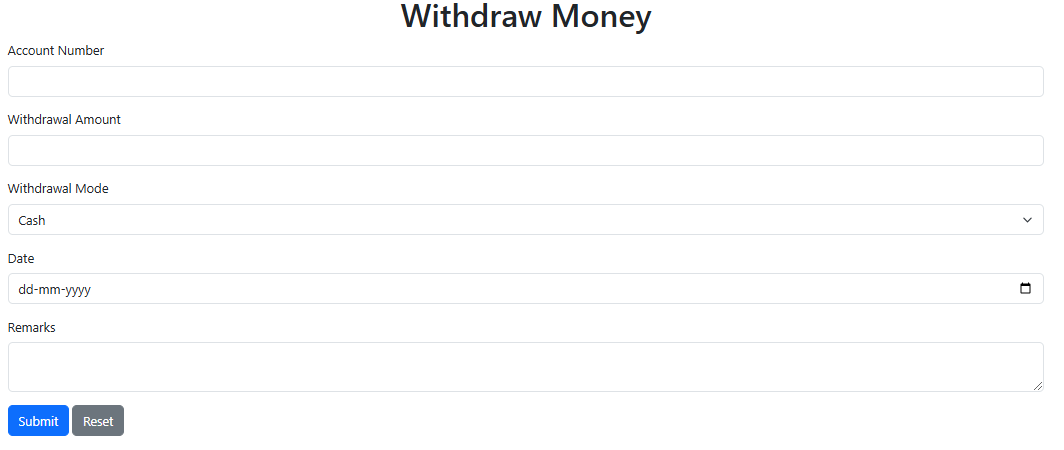 Withdraw Money
Account Number
Withdrawal Amount
Withdrawal Mode
Cash
Date
dd-mm-yyyy
Remarks
Submit Reset